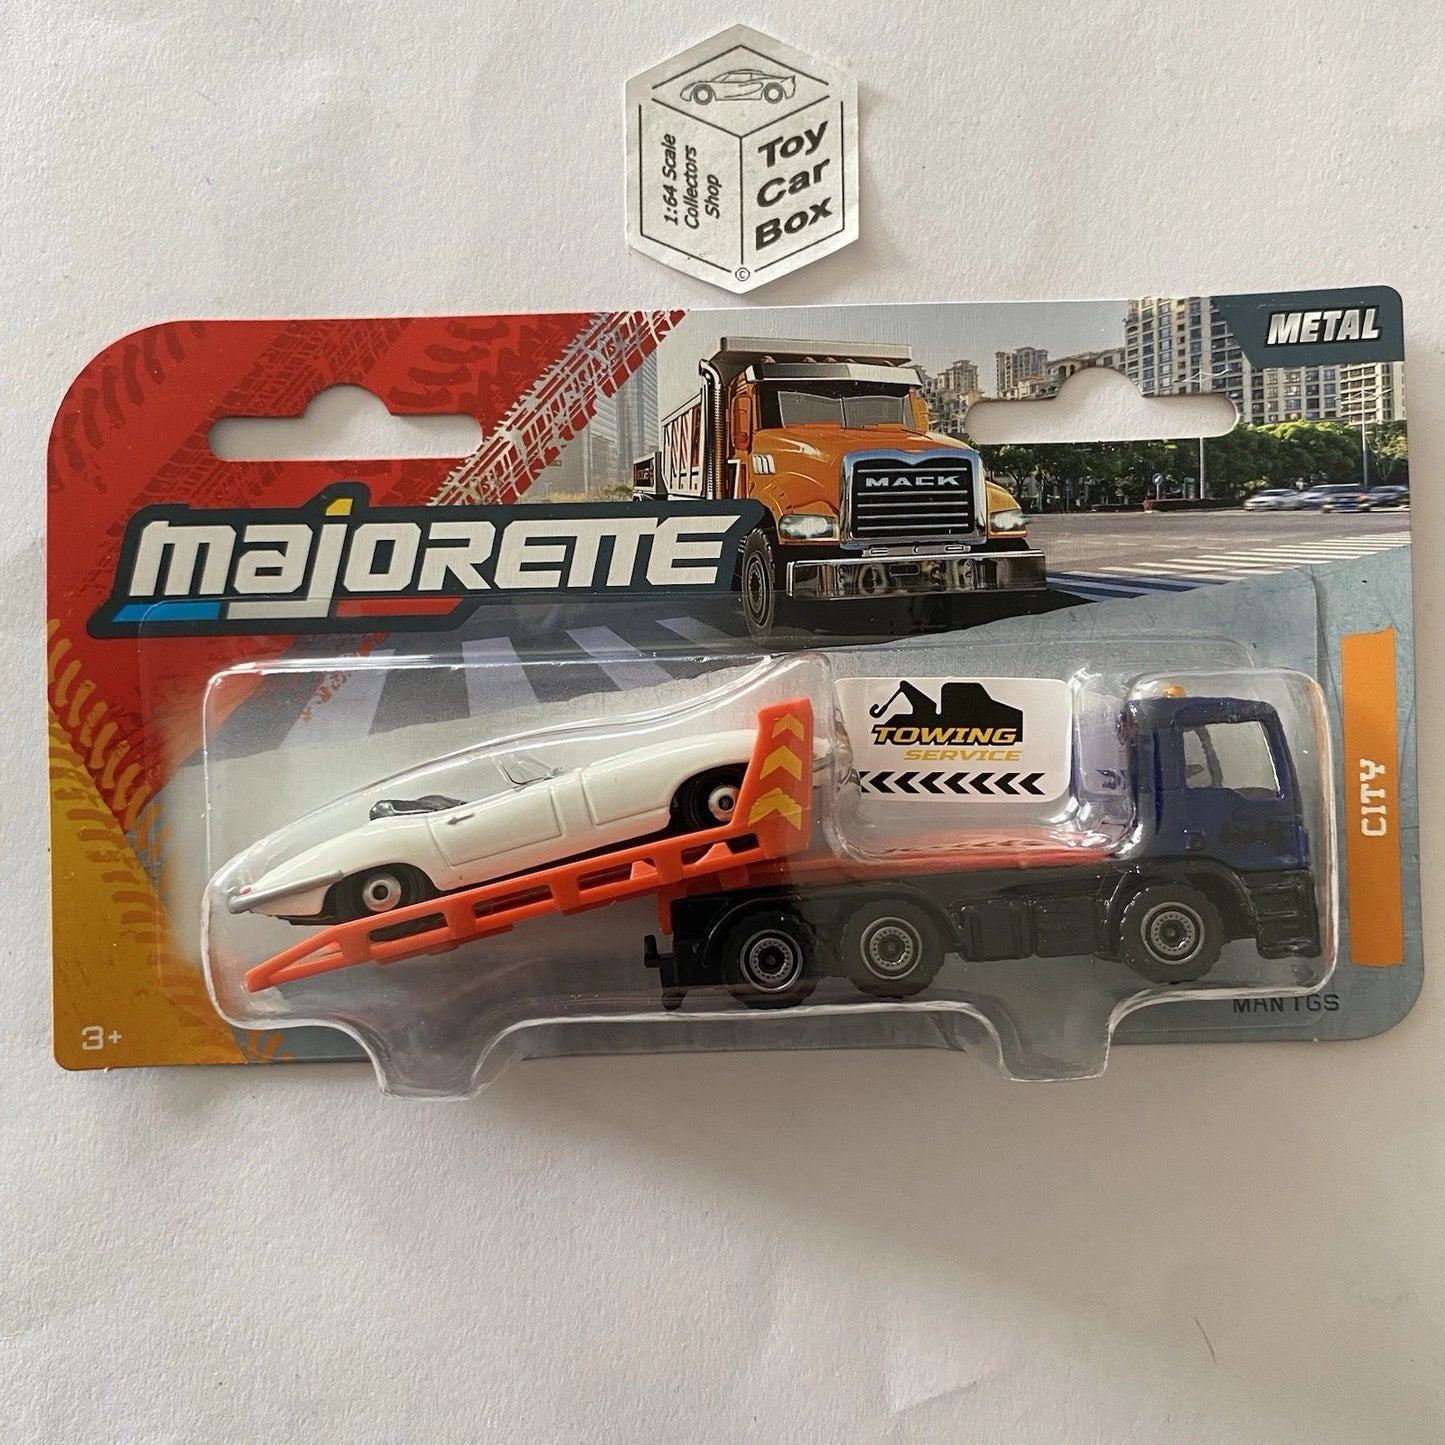 1:64 Scale
Collectors
Shop
Toy
Car
Box
©
METAL
MACK
majORETTE
TOWING
SERVICE
CITY
MAN TGS
3+